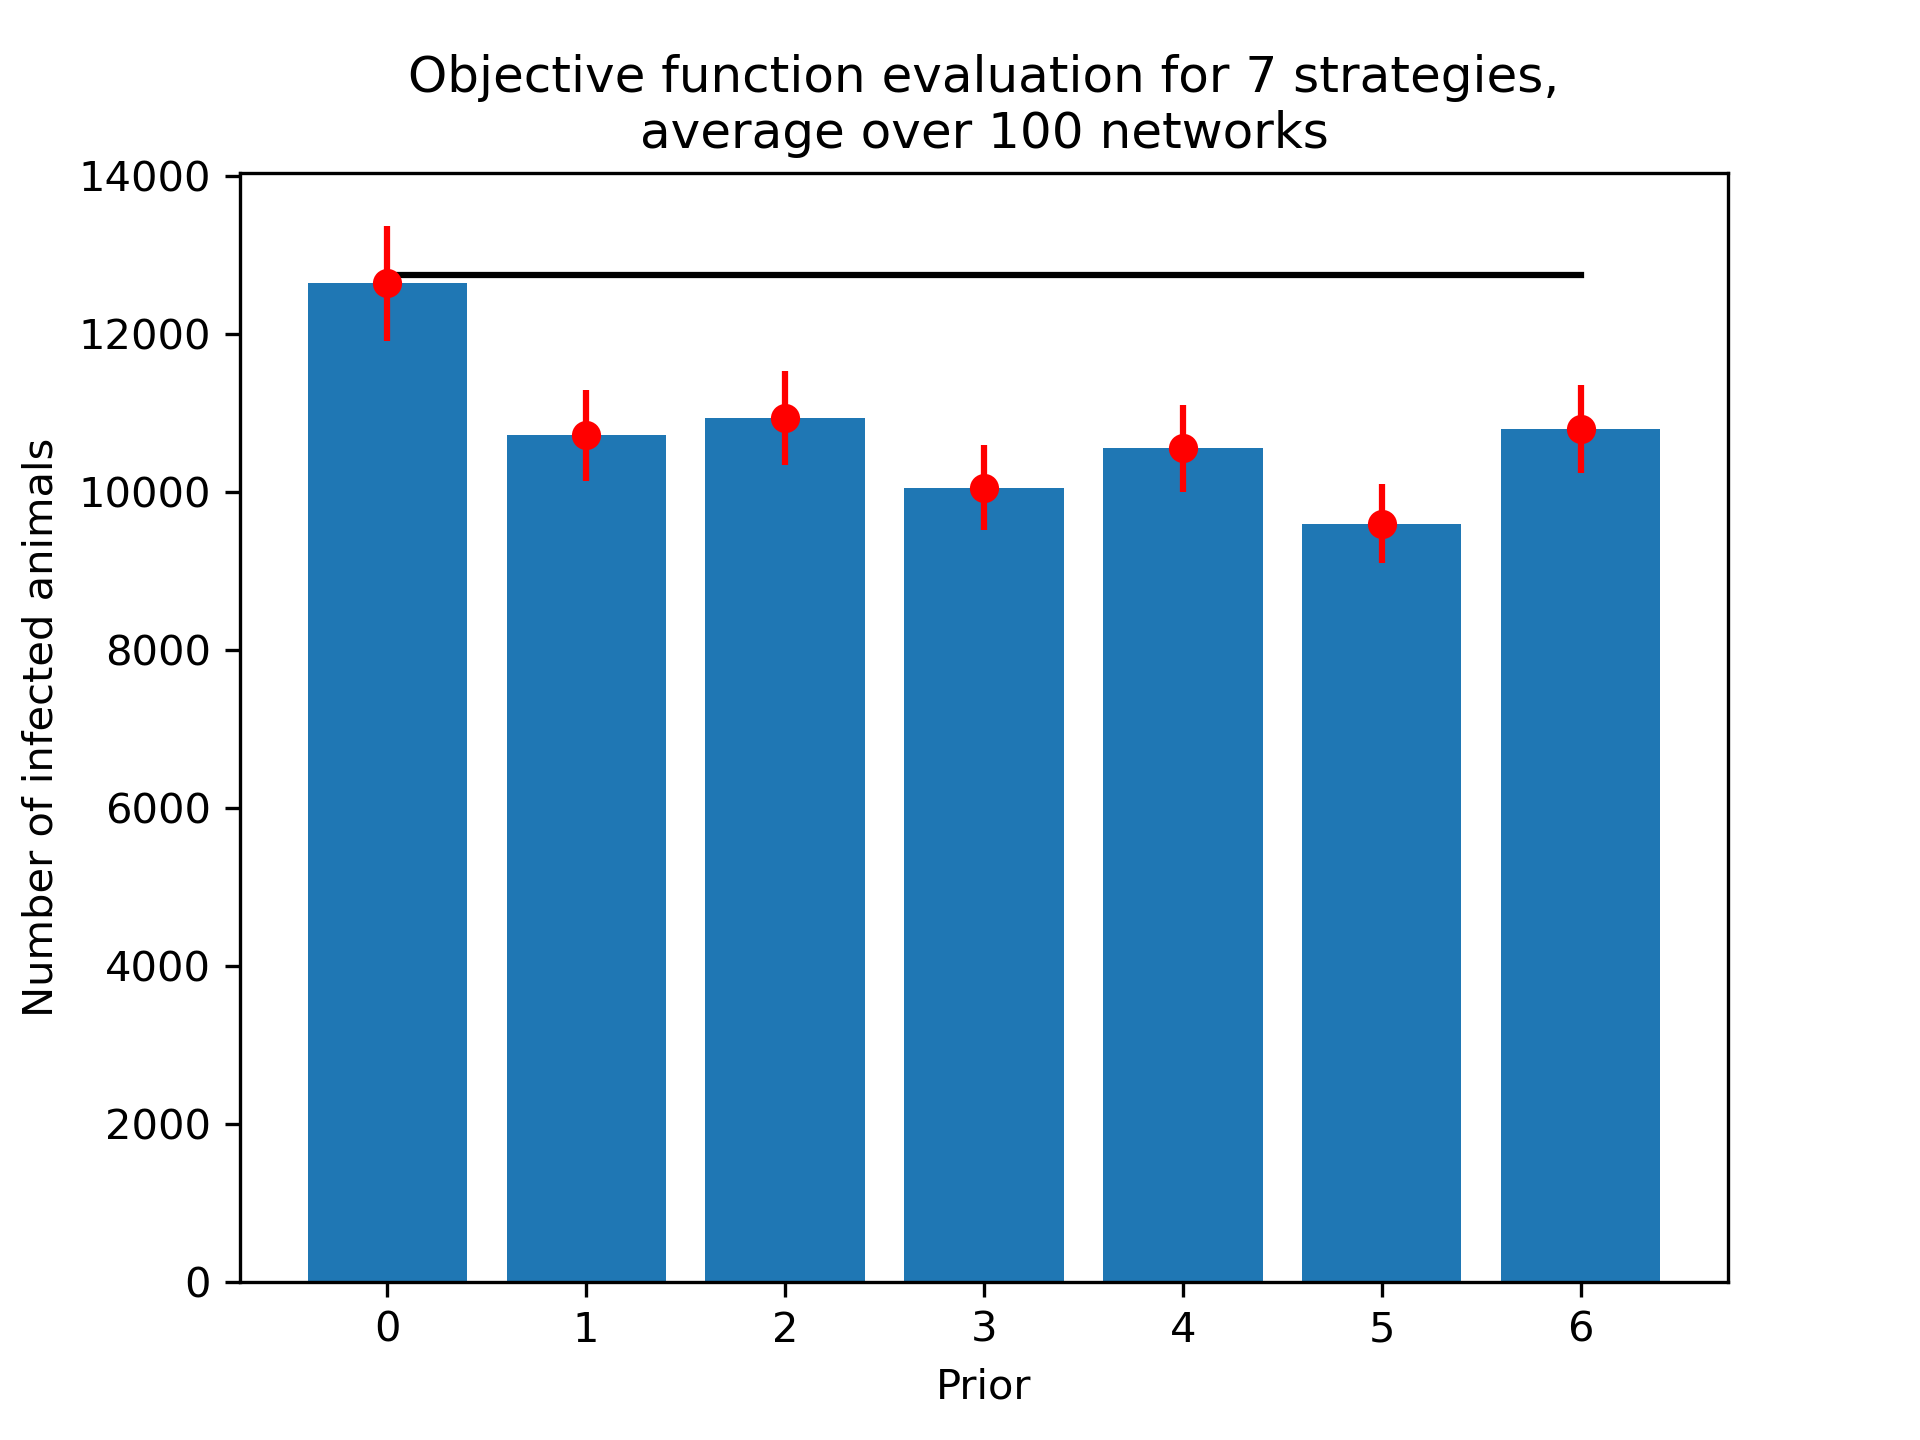 Objective function evaluation for 7 strategies,
average over 100 networks
14000
12000
10000
8000
6000
4000
2000
0
Number of infected animals
0 1 2 3 4 5 6
Prior